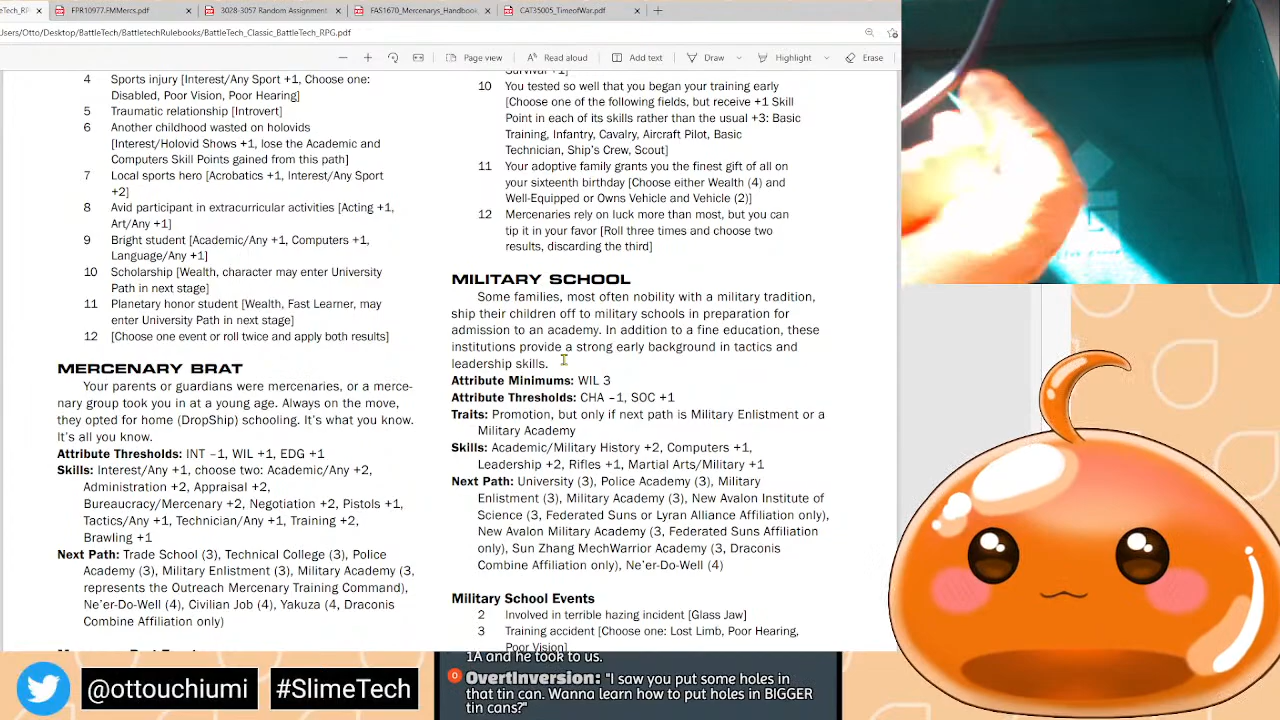 FPR10977.FMMercs.pdf
3028-3057 Random Assignment
FAS1670_Mercenarys_Handbook
CAT35005_TimeofWar.pdf
sers/Otto/Desktop/BattleTech/BattletechRulebooks/BattleTech_Classic_BattleTech_RPG.pdf
Page view
Read aloud
Add text
Draw
Highlight
Erase
4 Sports injury [Interest/Any Sport +1, Choose one:
Disabled, Poor Vision, Poor Hearing]
5 Traumatic relationship [Introvert]
6 Another childhood wasted on holovids
[Interest/Holovid Shows +1, lose the Academic and
Computers Skill Points gained from this path]
7 Local sports hero [Acrobatics +1, Interest/Any Sport
+2]
8 Avid participant in extracurricular activities [Acting +1,
Art/Any +1]
9 Bright student [Academic/Any +1, Computers +1,
Language/Any +1]
10 Scholarship [Wealth, character may enter University
Path in next stage]
11 Planetary honor student [Wealth, Fast Learner, may
enter University Path in next stage]
12 [Choose one event or roll twice and apply both results]
MERCENARY BRAT
Your parents or guardians were mercenaries, or a merce-
nary group took you in at a young age. Always on the move,
they opted for home (DropShip) schooling. It's what you know.
It's all you know.
Attribute Thresholds: INT –1, WIL +1, EDG +1
Skills: Interest/Any +1, choose two: Academic/Any +2,
Administration +2, Appraisal +2,
Bureaucracy/Mercenary +2, Negotiation +2, Pistols +1,
Tactics/Any +1, Technician/Any +1, Training +2,
Brawling +1
Next Path: Trade School (3), Technical College (3), Police
Academy (3), Military Enlistment (3), Military Academy (3,
represents the Outreach Mercenary Training Command),
Ne'er-Do-Well (4), Civilian Job (4), Yakuza (4, Draconis
Combine Affiliation only)
Survival +1]
10 You tested so well that you began your training early
[Choose one of the following fields, but receive +1 Skill
Point in each of its skills rather than the usual +3: Basic
Training, Infantry, Cavalry, Aircraft Pilot, Basic
Technician, Ship's Crew, Scout]
11 Your adoptive family grants you the finest gift of all on
your sixteenth birthday [Choose either Wealth (4) and
Well-Equipped or Owns Vehicle and Vehicle (2)]
12 Mercenaries rely on luck more than most, but you can
tip it in your favor [Roll three times and choose two
results, discarding the third]
MILITARY SCHOOL
Some families, most often nobility with a military tradition,
ship their children off to military schools in preparation for
admission to an academy. In addition to a fine education, these
institutions provide a strong early background in tactics and
leadership skills.
Attribute Minimums: WIL 3
Attribute Thresholds: CHA –1, SOC +1
Traits: Promotion, but only if next path is Military Enlistment or a
Military Academy
Skills: Academic/Military History +2, Computers +1,
Leadership +2, Rifles +1, Martial Arts/Military +1
Next Path: University (3), Police Academy (3), Military
Enlistment (3), Military Academy (3), New Avalon Institute of
Science (3, Federated Suns or Lyran Alliance Affiliation only),
New Avalon Military Academy (3, Federated Suns Affiliation
only), Sun Zhang MechWarrior Academy (3, Draconis
Combine Affiliation only), Ne'er-Do-Well (4)
Military School Events
2 Involved in terrible hazing incident [Glass Jaw]
3 Training accident [Choose one: Lost Limb, Poor Hearing,
Poor Vision]
@ottouchiumi
#SlimeTech
1A and he took to us.
OvertInversion: "I saw you put some holes in
that tin can. Wanna learn how to put holes in BIGGER
tin cans?"